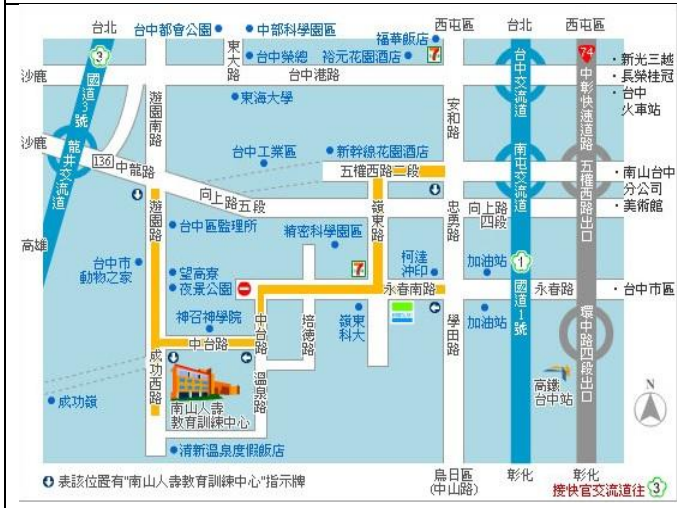 台北
台中都會公園
中部科學園區
福華飯店
西屯區
台北
西屯區
3
東大路
台中榮總
裕元花園酒店
7
74
新光三越
長榮桂冠
台中
火車站
沙鹿
台中港路
國道3號
遊園南路
東海大學
安和路
台中交流道
中彰快速道路
沙鹿
龍井交流道
136
中龍路
台中工業區
新幹線花園酒店
五權西路二段
南屯交流道
五權西路出口
南山台中
分公司
美術館
向上路五段
向上路
四段
遊園路
台中區監理所
精密科學園區
嶺東路
忠勇路
高雄
台中市
動物之家
望高寮
夜景公園
7
柯達
沖印
加油站
1
國道1號
永春南路
永春路
台中市區
神召神學院
中台路
中台路
培德路
嶺東
科大
學田路
加油站
環中路四段出口
成功西路
溫泉路
高鐵
台中站
N
成功嶺
南山人壽
教育訓練中心
清新溫泉度假飯店
表該位置有"南山人壽教育訓練中心"指示牌
烏日區
(中山路)
彰化
彰化
接快官交流道往 3